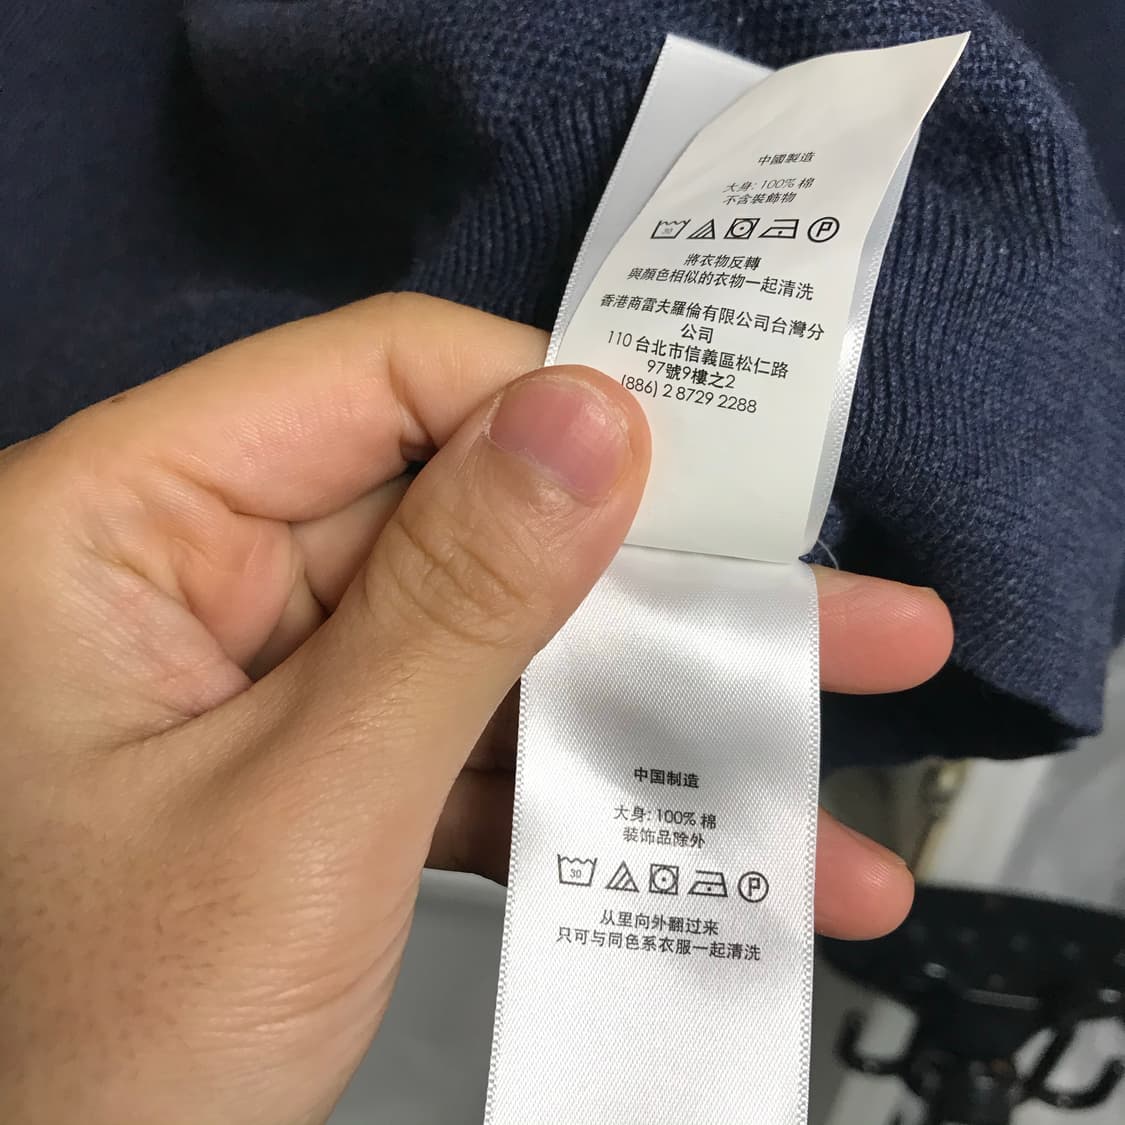 中國製造
大身: 100% 棉
不含裝飾物
30 P
將衣物反轉
與顏色相似的衣物一起清洗
香港商雷夫羅倫有限公司台灣分
公司
110 台北市信義區松仁路
97號9樓之2
(886) 2 8729 2288
中国制造
大身: 100% 棉
装饰品除外
30 P
从里向外翻过来
只可与同色系衣服一起清洗